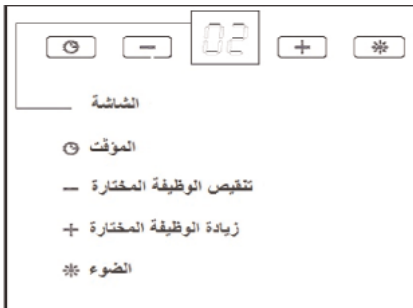 02
الشاشة
المؤقت
تنقيص الوظيفة المختارة –
زيادة الوظيفة المختارة +
الضوء